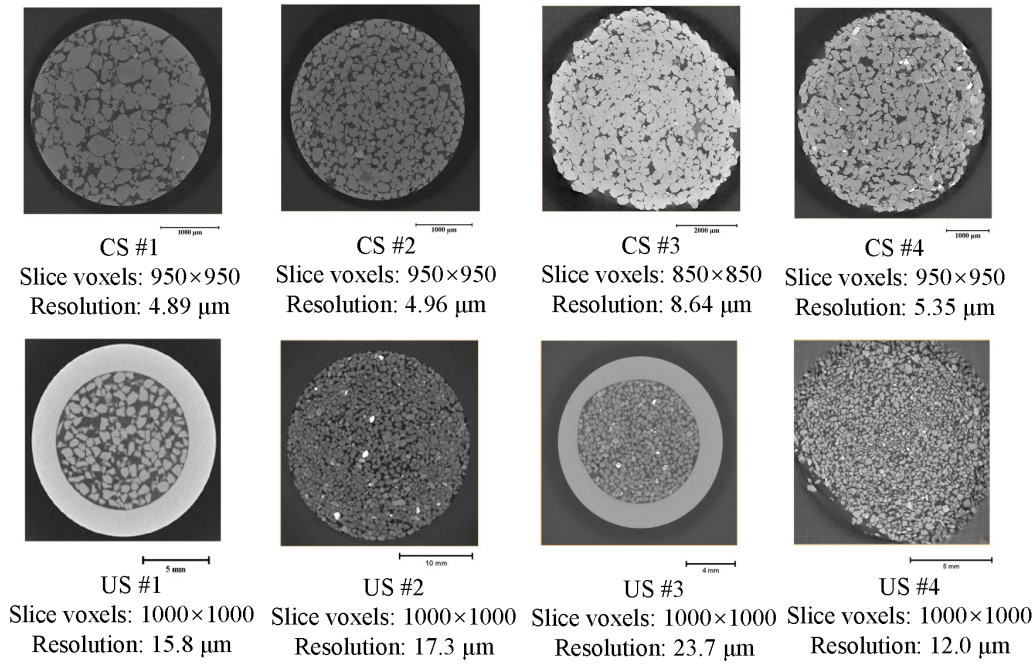 1000 μm
1000 μm
2000 μm
1000 μm
CS #1
CS #2
CS #3
CS #4
Slice voxels: 950×950
Slice voxels: 950×950
Slice voxels: 850×850
Slice voxels: 950×950
Resolution: 4.89 μm
Resolution: 4.96 μm
Resolution: 8.64 μm
Resolution: 5.35 μm
5 mm
10 mm
4 mm
5 mm
US #1
US #2
US #3
US #4
Slice voxels: 1000×1000
Slice voxels: 1000×1000
Slice voxels: 1000×1000
Slice voxels: 1000×1000
Resolution: 15.8 μm
Resolution: 17.3 μm
Resolution: 23.7 μm
Resolution: 12.0 μm